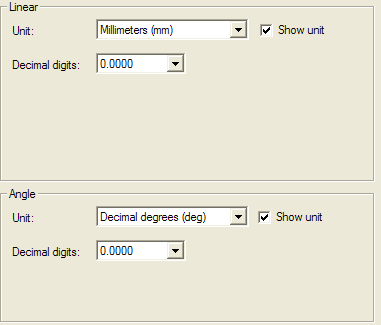 Linear
Unit: Millimeters (mm) Show unit
Decimal digits: 0.0000
Angle
Unit: Decimal degrees (deg) Show unit
Decimal digits: 0.0000